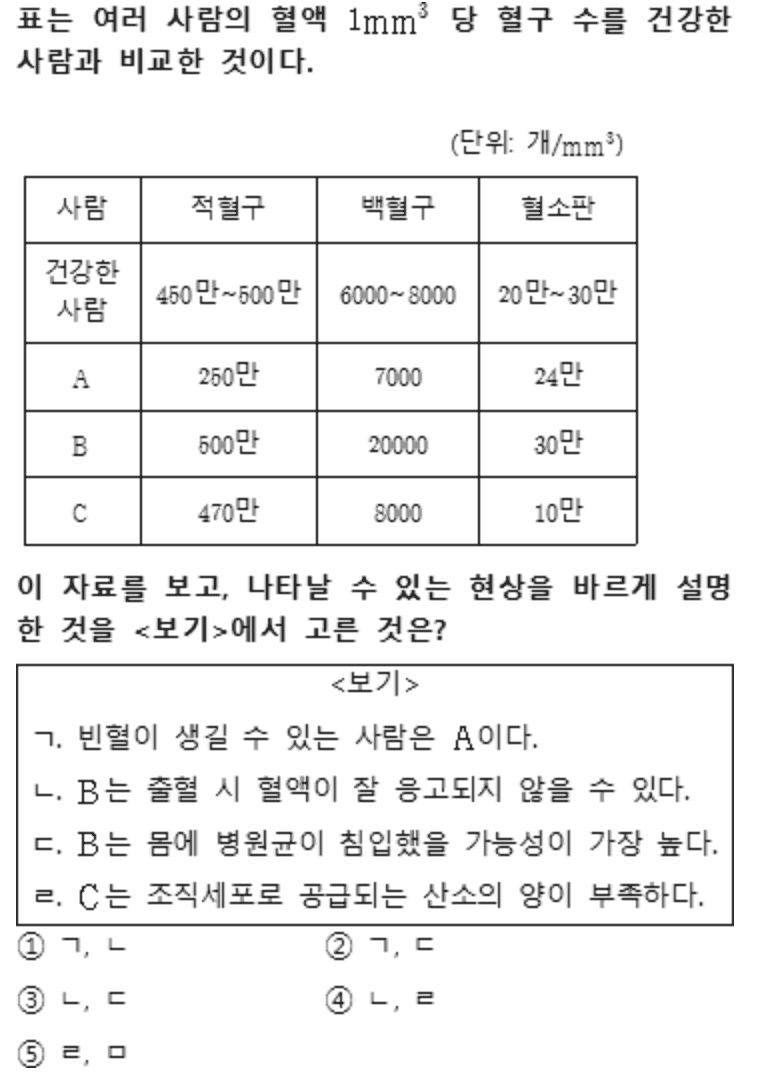 표는 여러 사람의 혈액 1mm³ 당 혈구 수를 건강한
사람과 비교한 것이다.
(단위: 개/mm³)
사람 적혈구 백혈구 혈소판
건강한 사람 450만~500만 6000~8000 20만~30만
A 250만 7000 24만
B 500만 20000 30만
C 470만 8000 10만
이 자료를 보고, 나타날 수 있는 현상을 바르게 설명
한 것을 <보기>에서 고른 것은?
<보기>
ㄱ. 빈혈이 생길 수 있는 사람은 A이다.
ㄴ. B는 출혈 시 혈액이 잘 응고되지 않을 수 있다.
ㄷ. B는 몸에 병원균이 침입했을 가능성이 가장 높다.
ㄹ. C는 조직세포로 공급되는 산소의 양이 부족하다.
① ㄱ, ㄴ ② ㄱ, ㄷ
③ ㄴ, ㄷ ④ ㄴ, ㄹ
⑤ ㄹ, ㅁ